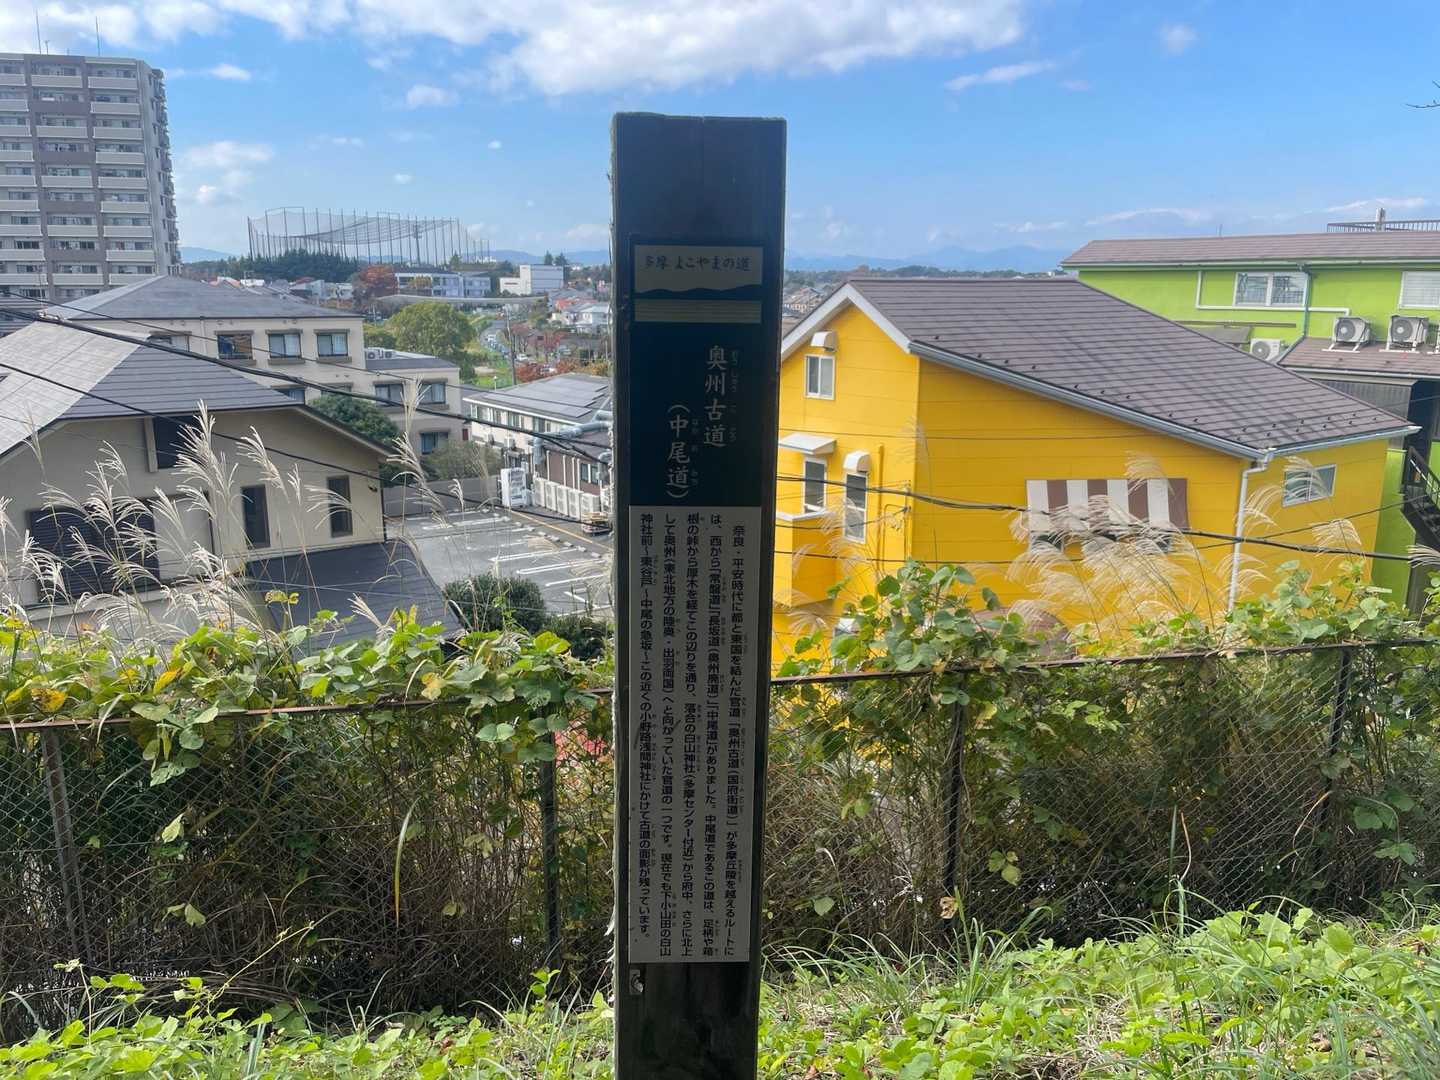 多摩 よこやまの道
奥州古道
（中尾道）
奈良・平安時代に都と東国を結んだ官道「奥州古道（国府街道）」が多摩丘陵を越えるルートに
は、西から「常盤道」「長坂道（奥州廃道）」「中尾道」がありました。中尾道であるこの道は、足柄や箱
根の峠から厚木を経てこの辺りを通り、落合の白山神社（多摩センター付近）から府中、さらに北上
して奥州（東北地方の陸奥・出羽両国）へと向かっていた官道の一つです。現在でも下小山田の白山
神社前～東谷戸～中尾の急坂～この近くの小野路浅間神社にかけて古道の面影が残っています。